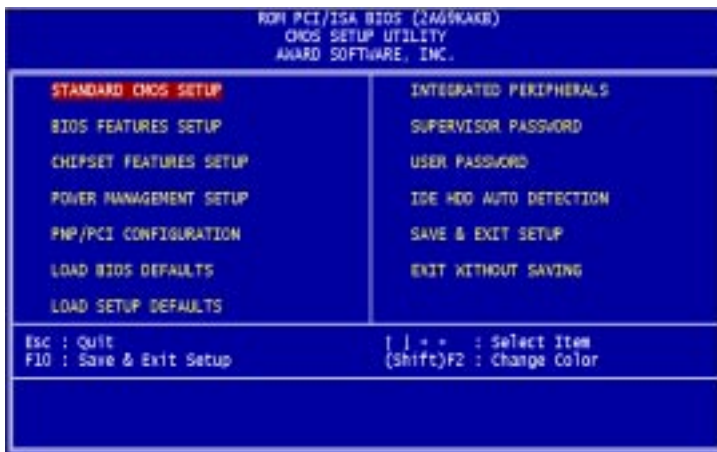 ROM PCI/ISA BIOS (2A69KAKB)
CMOS SETUP UTILITY
AWARD SOFTWARE, INC.
STANDARD CMOS SETUP
BIOS FEATURES SETUP
CHIPSET FEATURES SETUP
POWER MANAGEMENT SETUP
PNP/PCI CONFIGURATION
LOAD BIOS DEFAULTS
LOAD SETUP DEFAULTS
INTEGRATED PERIPHERALS
SUPERVISOR PASSWORD
USER PASSWORD
IDE HDD AUTO DETECTION
SAVE & EXIT SETUP
EXIT WITHOUT SAVING
Esc : Quit
F10 : Save & Exit Setup
: Select Item
(Shift)F2 : Change Color